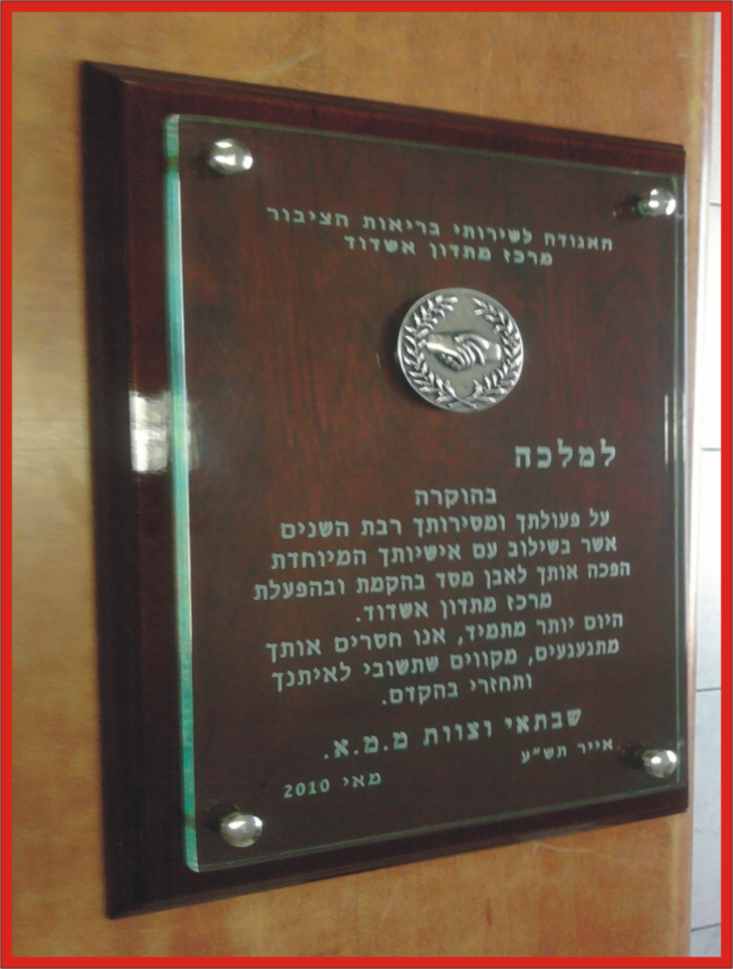 האגודה לשירותי בריאות הציבור
מרכז מתדון אשדוד
למלכה
בהוקרה
על פעולתך ומסירותך רבת השנים
אשר בשילוב עם אישיותך המיוחדת
הפכה אותך לאבן מסד בהקמת ובהפעלת
מרכז מתדון אשדוד.
היום יותר מתמיד, אנו חסרים אותך
מתגעגעים, מקווים שתשובי לאיתנך
ותחזרי בהקדם.
שבתאי וצוות מ.מ.א.
אייר תש״ע
מאי 2010